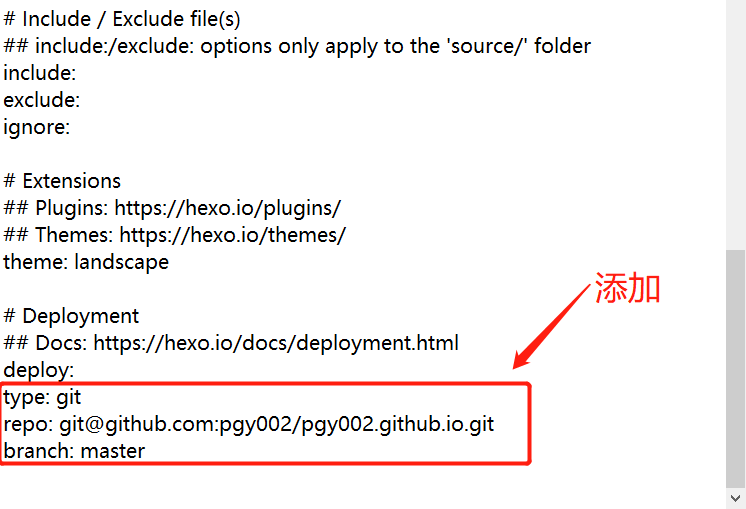 # Include / Exclude file(s)
## include:/exclude: options only apply to the 'source/' folder
include:
exclude:
ignore:
# Extensions
## Plugins: https://hexo.io/plugins/
## Themes: https://hexo.io/themes/
theme: landscape
添加
# Deployment
## Docs: https://hexo.io/docs/deployment.html
deploy:
type: git
repo: git@github.com:pgy002/pgy002.github.io.git
branch: master